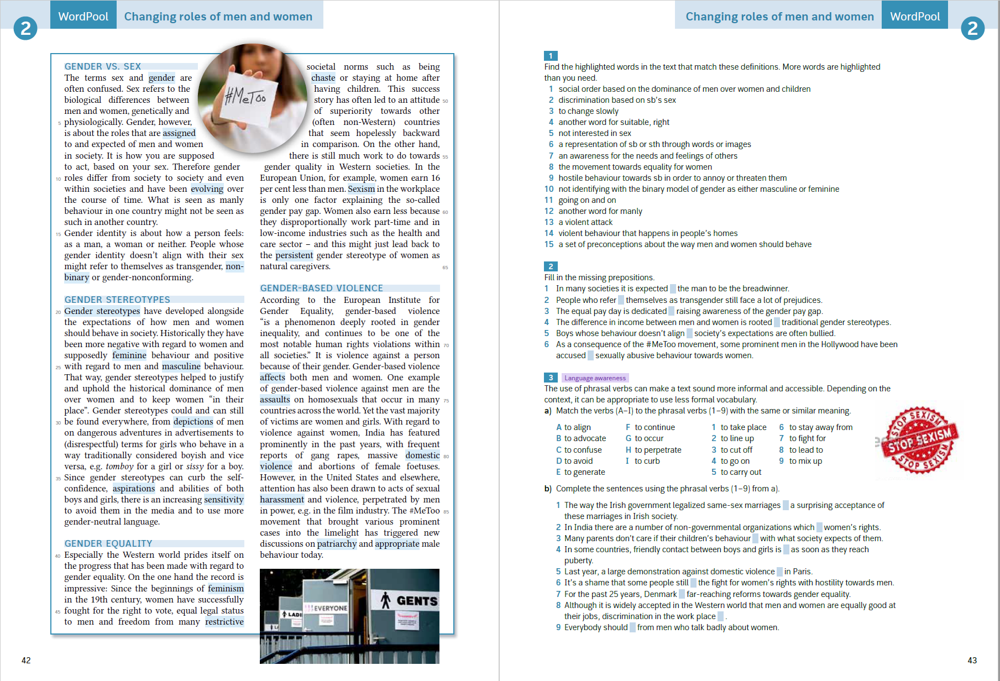 2
WordPool
Changing roles of men and women
GENDER VS. SEX
The terms sex and gender are
often confused. Sex refers to the
biological differences between
men and women, genetically and
5 physiologically. Gender, however,
is about the roles that are assigned
to and expected of men and women
in society. It is how you are supposed
to act, based on your sex. Therefore gender
10 roles differ from society to society and even
within societies and have been evolving over
the course of time. What is seen as manly
behaviour in one country might not be seen as
such in another country.
15 Gender identity is about how a person feels:
as a man, a woman or neither. People whose
gender identity doesn't align with their sex
might refer to themselves as transgender, non-
binary or gender-nonconforming.
GENDER STEREOTYPES
20 Gender stereotypes have developed alongside
the expectations of how men and women
should behave in society. Historically they have
been more negative with regard to women and
supposedly feminine behaviour and positive
25 with regard to men and masculine behaviour.
That way, gender stereotypes helped to justify
and uphold the historical dominance of men
over women and to keep women “in their
place”. Gender stereotypes could and can still
30 be found everywhere, from depictions of men
on dangerous adventures in advertisements to
(disrespectful) terms for girls who behave in a
way traditionally considered boyish and vice
versa, e.g. tomboy for a girl or sissy for a boy.
35 Since gender stereotypes can curb the self-
confidence, aspirations and abilities of both
boys and girls, there is an increasing sensitivity
to avoid them in the media and to use more
gender-neutral language.
GENDER EQUALITY
40 Especially the Western world prides itself on
the progress that has been made with regard to
gender equality. On the one hand the record is
impressive: Since the beginnings of feminism
in the 19th century, women have successfully
45 fought for the right to vote, equal legal status
to men and freedom from many restrictive
#MeToo
societal norms such as being
chaste or staying at home after
having children. This success
story has often led to an attitude 50
of superiority towards other
(often non-Western) countries
that seem hopelessly backward
in comparison. On the other hand,
there is still much work to do towards 55
gender quality in Western societies. In the
European Union, for example, women earn 16
per cent less than men. Sexism in the workplace
is only one factor explaining the so-called
gender pay gap. Women also earn less because 60
they disproportionally work part-time and in
low-income industries such as the health and
care sector – and this might just lead back to
the persistent gender stereotype of women as
natural caregivers. 65
GENDER-BASED VIOLENCE
According to the European Institute for
Gender Equality, gender-based violence
“is a phenomenon deeply rooted in gender
inequality, and continues to be one of the
most notable human rights violations within 70
all societies.” It is violence against a person
because of their gender. Gender-based violence
affects both men and women. One example
of gender-based violence against men are the
assaults on homosexuals that occur in many 75
countries across the world. Yet the vast majority
of victims are women and girls. With regard to
violence against women, India has featured
prominently in the past years, with frequent
reports of gang rapes, massive domestic 80
violence and abortions of female foetuses.
However, in the United States and elsewhere,
attention has also been drawn to acts of sexual
harassment and violence, perpetrated by men
in power, e.g. in the film industry. The #MeToo 85
movement that brought various prominent
cases into the limelight has triggered new
discussions on patriarchy and appropriate male
behaviour today.
LADI
EVERYONE
GENTS
42
Changing roles of men and women
WordPool
2
1
Find the highlighted words in the text that match these definitions. More words are highlighted
than you need.
1 social order based on the dominance of men over women and children
2 discrimination based on sb's sex
3 to change slowly
4 another word for suitable, right
5 not interested in sex
6 a representation of sb or sth through words or images
7 an awareness for the needs and feelings of others
8 the movement towards equality for women
9 hostile behaviour towards sb in order to annoy or threaten them
10 not identifying with the binary model of gender as either masculine or feminine
11 going on and on
12 another word for manly
13 a violent attack
14 violent behaviour that happens in people's homes
15 a set of preconceptions about the way men and women should behave
2
Fill in the missing prepositions.
1 In many societies it is expected the man to be the breadwinner.
2 People who refer themselves as transgender still face a lot of prejudices.
3 The equal pay day is dedicated raising awareness of the gender pay gap.
4 The difference in income between men and women is rooted traditional gender stereotypes.
5 Boys whose behaviour doesn't align society's expectations are often bullied.
6 As a consequence of the #MeToo movement, some prominent men in the Hollywood have been
accused sexually abusive behaviour towards women.
3 Language awareness
The use of phrasal verbs can make a text sound more informal and accessible. Depending on the
context, it can be appropriate to use less formal vocabulary.
a) Match the verbs (A–I) to the phrasal verbs (1–9) with the same or similar meaning.
A to align F to continue 1 to take place 6 to stay away from
B to advocate G to occur 2 to line up 7 to fight for
C to confuse H to perpetrate 3 to cut off 8 to lead to
D to avoid I to curb 4 to go on 9 to mix up
E to generate 5 to carry out
STOP SEXISM
STOP SEXISM
STOP SEXISM
b) Complete the sentences using the phrasal verbs (1–9) from a).
1 The way the Irish government legalized same-sex marriages a surprising acceptance of
these marriages in Irish society.
2 In India there are a number of non-governmental organizations which women's rights.
3 Many parents don't care if their children's behaviour with what society expects of them.
4 In some countries, friendly contact between boys and girls is as soon as they reach
puberty.
5 Last year, a large demonstration against domestic violence in Paris.
6 It's a shame that some people still the fight for women's rights with hostility towards men.
7 For the past 25 years, Denmark far-reaching reforms towards gender equality.
8 Although it is widely accepted in the Western world that men and women are equally good at
their jobs, discrimination in the work place .
9 Everybody should from men who talk badly about women.
43